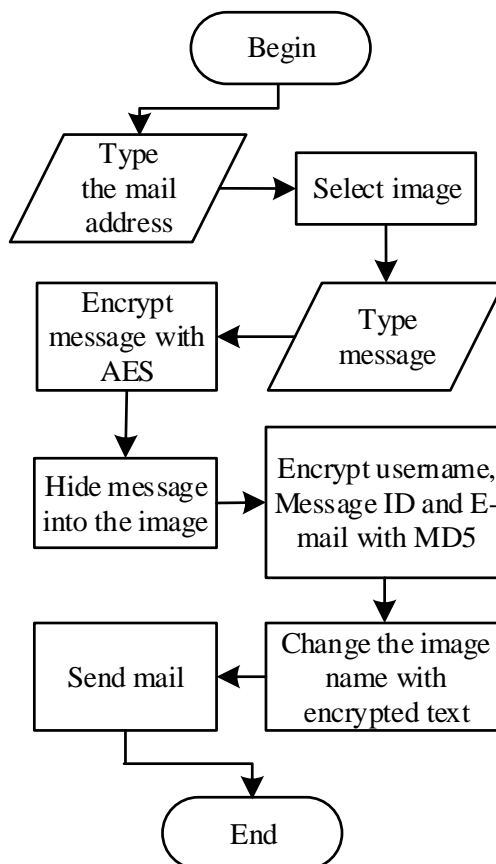 Begin
Type
the mail
address
Select image
Type
message
Encrypt
message with
AES
Hide message
into the image
Encrypt username,
Message ID and E-
mail with MD5
Change the image
name with
encrypted text
Send mail
End